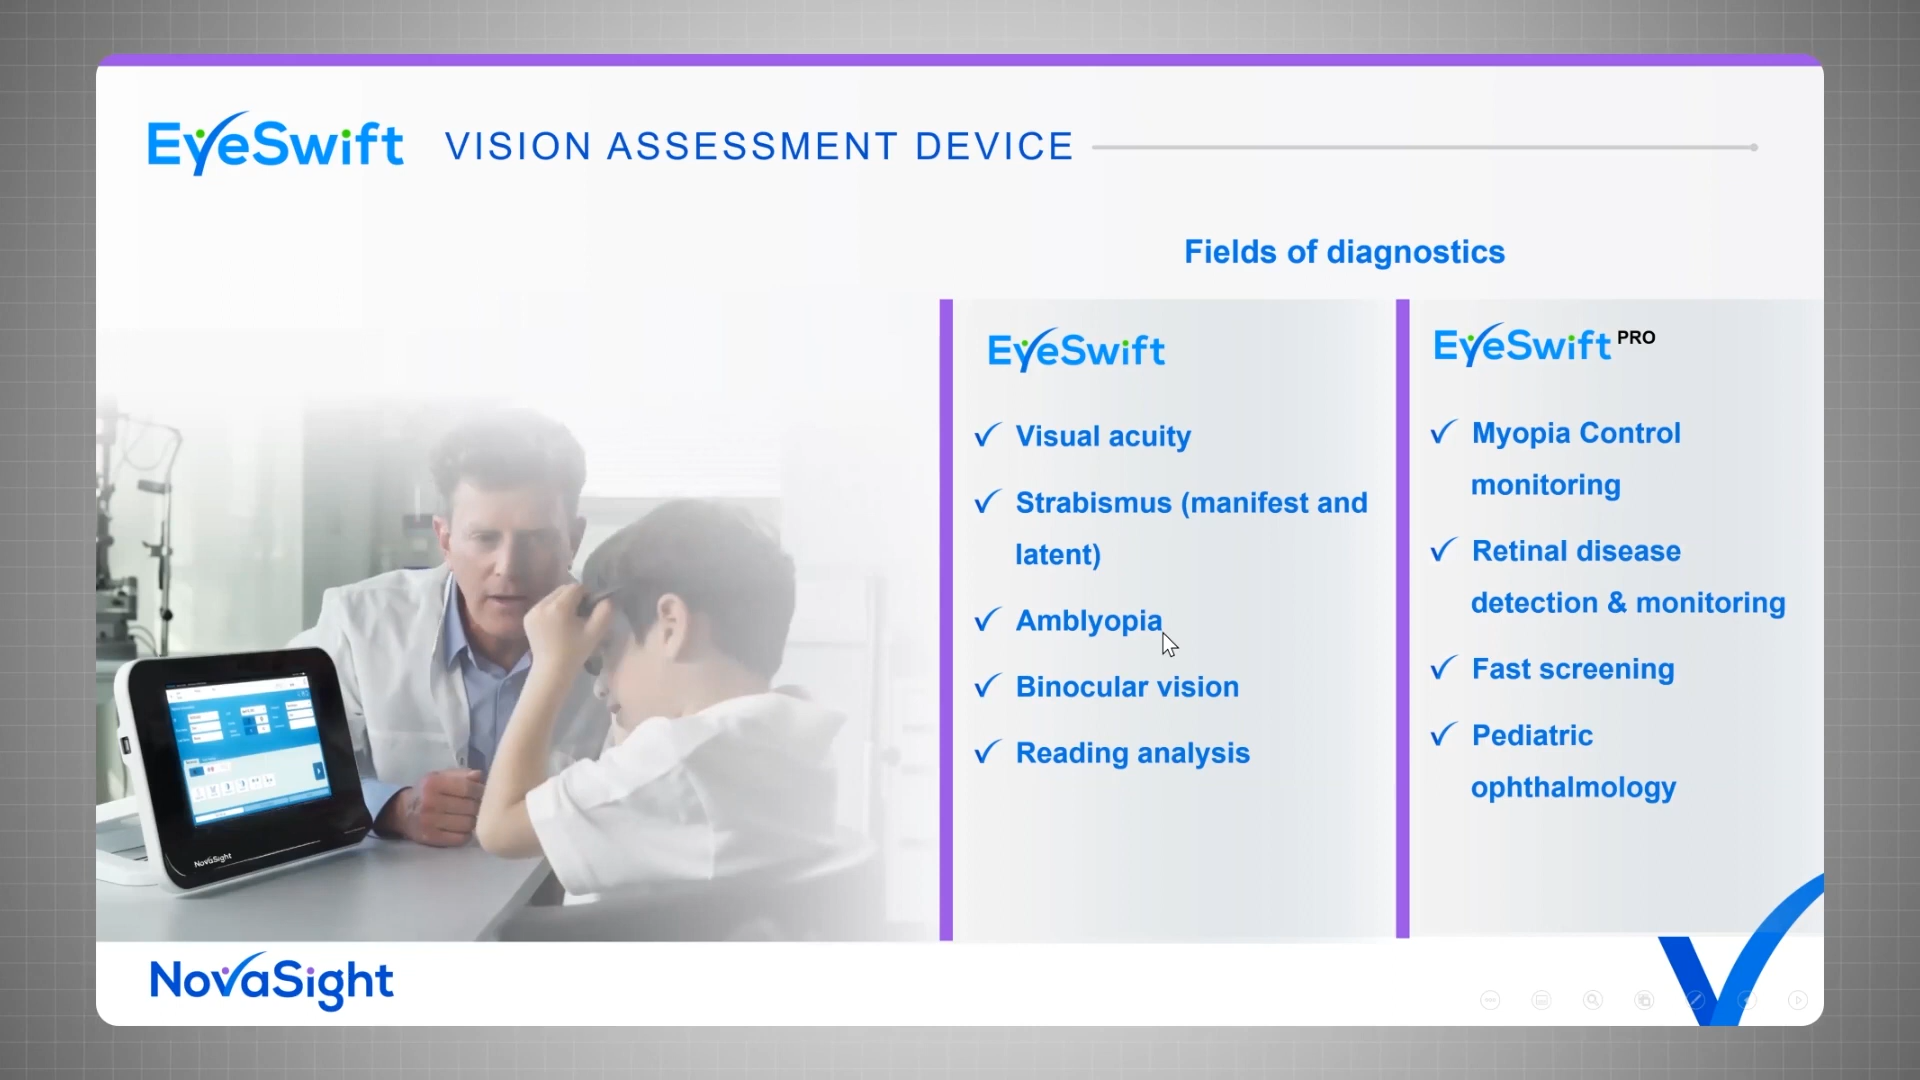 EyeSwift VISION ASSESSMENT DEVICE
Fields of diagnostics
EyeSwift
Visual acuity
Strabismus (manifest and
latent)
Amblyopia
Binocular vision
Reading analysis
EyeSwift PRO
Myopia Control
monitoring
Retinal disease
detection & monitoring
Fast screening
Pediatric
ophthalmology
NovaSight
NovaSight